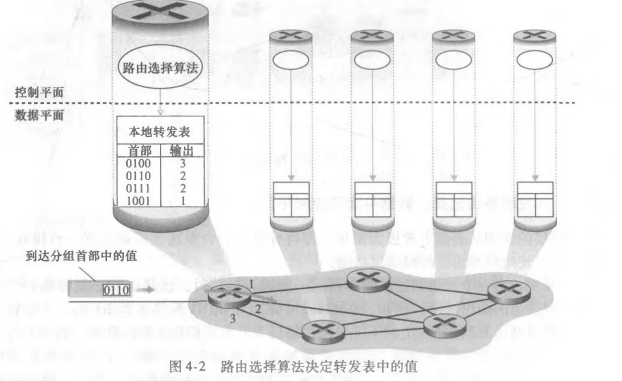 路由选择算法
控制平面
数据平面
本地转发表
首部 输出
0100 3
0110 2
0111 2
1001 1
到达分组首部中的值
0110
1
2
3
图 4-2 路由选择算法决定转发表中的值